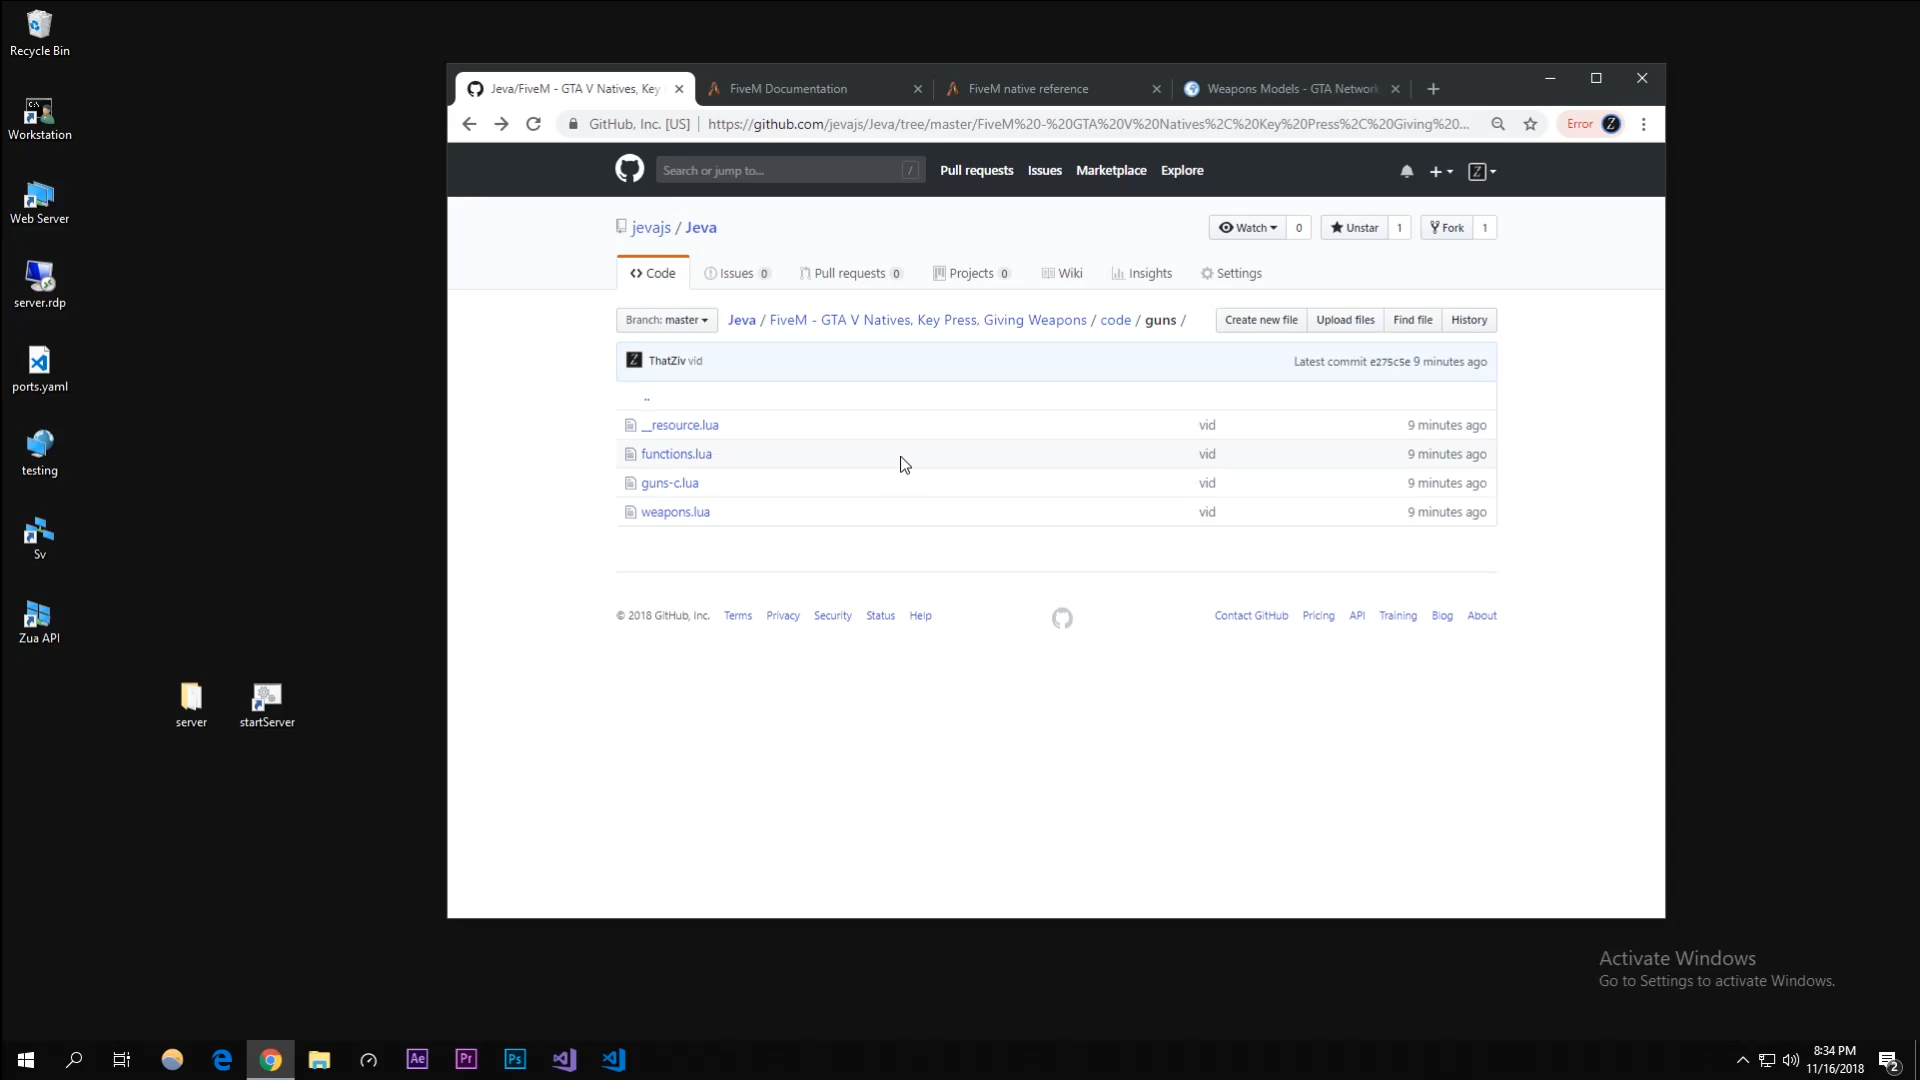 Recycle Bin
Workstation
Web Server
server.rdp
ports.yaml
testing
Sv
Zua API
server
startServer
Jeva/FiveM - GTA V Natives, Key
FiveM Documentation
FiveM native reference
Weapons Models - GTA Network
GitHub, Inc. [US]
https://github.com/jevajs/Jeva/tree/master/FiveM%20-%20GTA%20V%20Natives%2C%20Key%20Press%2C%20Giving%20...
Error
Z
Search or jump to...
/
Pull requests
Issues
Marketplace
Explore
Z
jevajs / Jeva
Watch
0
Unstar
1
Fork
1
<> Code
Issues 0
Pull requests 0
Projects 0
Wiki
Insights
Settings
Branch: master
Jeva / FiveM - GTA V Natives, Key Press, Giving Weapons / code / guns /
Create new file
Upload files
Find file
History
Z
ThatZiv vid
Latest commit e275c5e 9 minutes ago
..
__resource.lua
vid
9 minutes ago
functions.lua
vid
9 minutes ago
guns-c.lua
vid
9 minutes ago
weapons.lua
vid
9 minutes ago
© 2018 GitHub, Inc.
Terms
Privacy
Security
Status
Help
Contact GitHub
Pricing
API
Training
Blog
About
Activate Windows
Go to Settings to activate Windows.
Ae
Pr
Ps
8:34 PM
11/16/2018
2